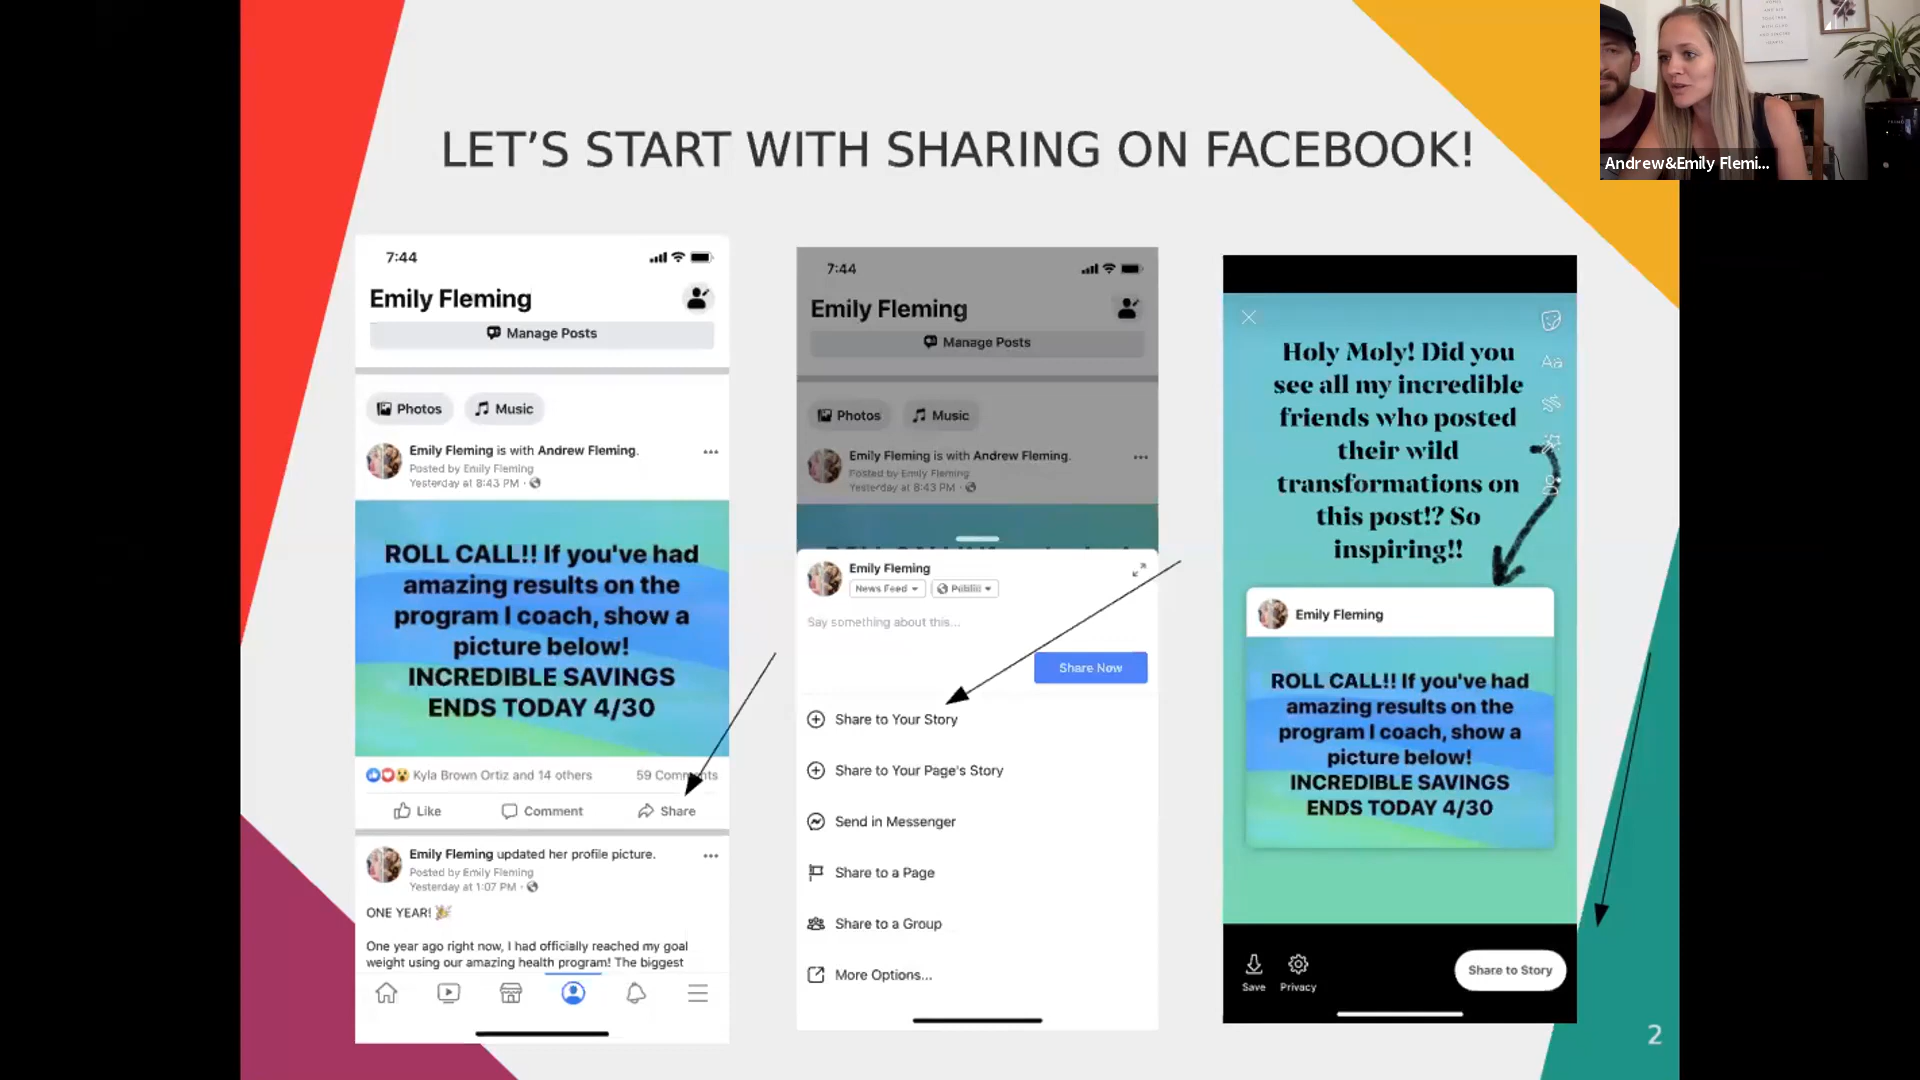 LET’S START WITH SHARING ON FACEBOOK!
Andrew&Emily Flemi...
7:44
Emily Fleming
Manage Posts
Photos
Music
Emily Fleming is with Andrew Fleming.
Posted by Emily Fleming
Yesterday at 8:43 PM ·
ROLL CALL!! If you've had
amazing results on the
program I coach, show a
picture below!
INCREDIBLE SAVINGS
ENDS TODAY 4/30
Kyla Brown Ortiz and 14 others
59 Comments
Like
Comment
Share
Emily Fleming updated her profile picture.
Posted by Emily Fleming
Yesterday at 1:07 PM ·
ONE YEAR!
One year ago right now, I had officially reached my goal
weight using our amazing health program! The biggest
7:44
Emily Fleming
Manage Posts
Photos
Music
Emily Fleming is with Andrew Fleming.
Posted by Emily Fleming
Yesterday at 8:43 PM ·
Emily Fleming
News Feed
Public
Say something about this...
Share Now
Share to Your Story
Share to Your Page's Story
Send in Messenger
Share to a Page
Share to a Group
More Options...
Aa
Holy Moly! Did you
see all my incredible
friends who posted
their wild
transformations on
this post!? So
inspiring!!
Emily Fleming
ROLL CALL!! If you've had
amazing results on the
program I coach, show a
picture below!
INCREDIBLE SAVINGS
ENDS TODAY 4/30
Save
Privacy
Share to Story
2